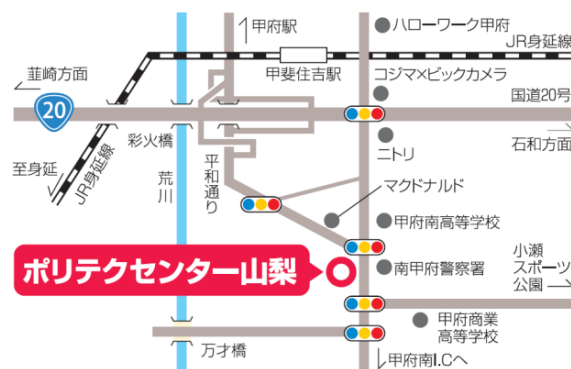 甲府駅
ハローワーク甲府
JR身延線
韮崎方面
甲斐住吉駅
コジマ×ビックカメラ
20
国道20号
彩火橋
石和方面
ニトリ
至身延
JR身延線
荒川
平和通り
マクドナルド
甲府南高等学校
ポリテクセンター山梨
南甲府警察署
小瀬
スポーツ
公園
甲府商業
高等学校
万才橋
甲府南I.Cへ